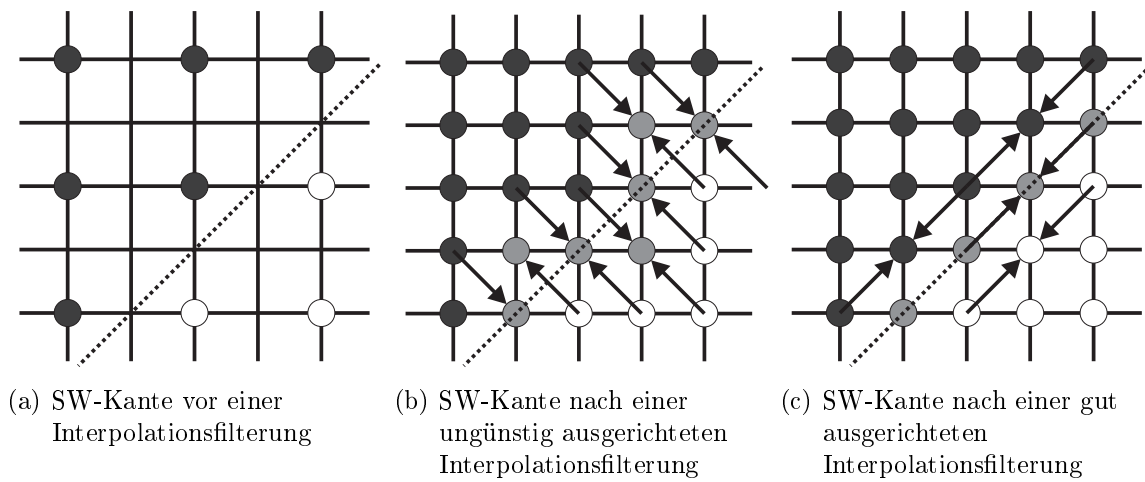 (a) SW-Kante vor einer
Interpolationsfilterung
(b) SW-Kante nach einer
ungünstig ausgerichteten
Interpolationsfilterung
(c) SW-Kante nach einer gut
ausgerichteten
Interpolationsfilterung